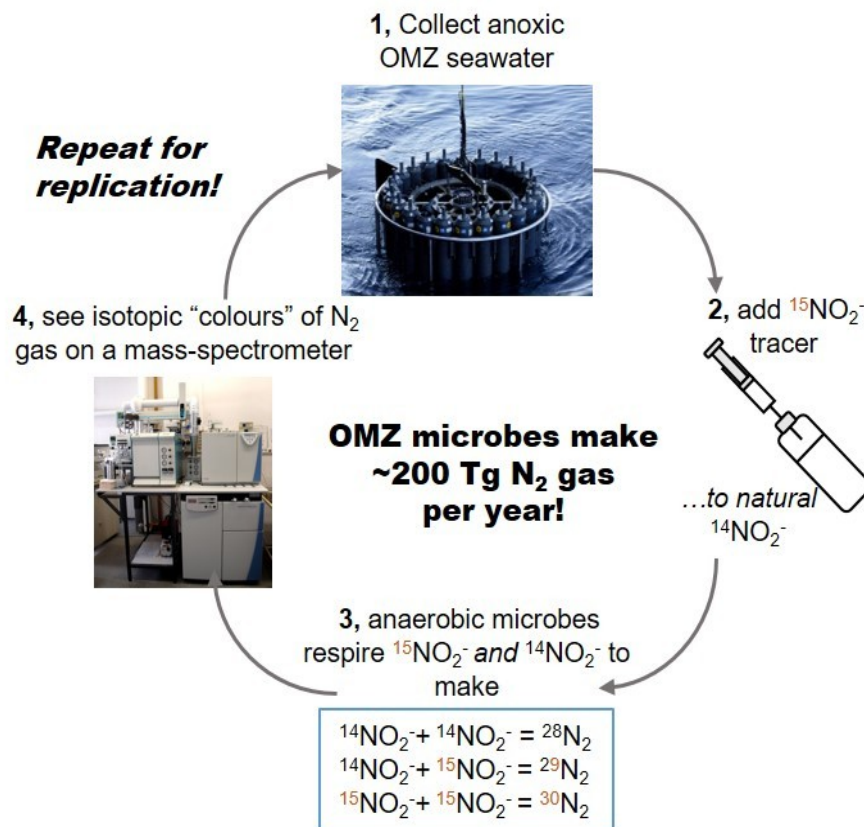 1, Collect anoxic
OMZ seawater
Repeat for
replication!
2, add ¹⁵NO₂⁻
tracer
...to natural
¹⁴NO₂⁻
3, anaerobic microbes
respire ¹⁵NO₂⁻ and ¹⁴NO₂⁻ to
make
¹⁴NO₂⁻+ ¹⁴NO₂⁻ = ²⁸N₂
¹⁴NO₂⁻+ ¹⁵NO₂⁻ = ²⁹N₂
¹⁵NO₂⁻+ ¹⁵NO₂⁻ = ³⁰N₂
4, see isotopic “colours” of N₂
gas on a mass-spectrometer
OMZ microbes make
~200 Tg N₂ gas
per year!